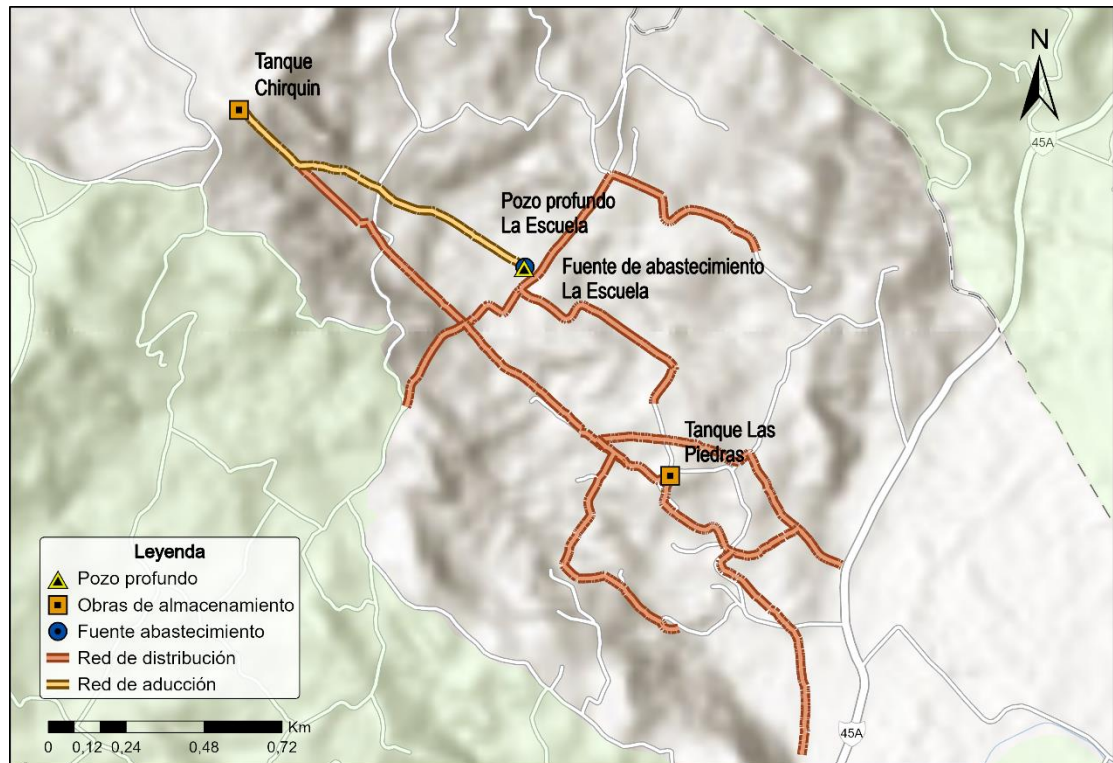 Tanque
Chirquin
N
45A
Pozo profundo
La Escuela
Fuente de abastecimiento
La Escuela
Tanque Las
Piedras
Leyenda
Pozo profundo
Obras de almacenamiento
Fuente abastecimiento
Red de distribución
Red de aducción
Km
0 0,12 0,24 0,48 0,72
45A